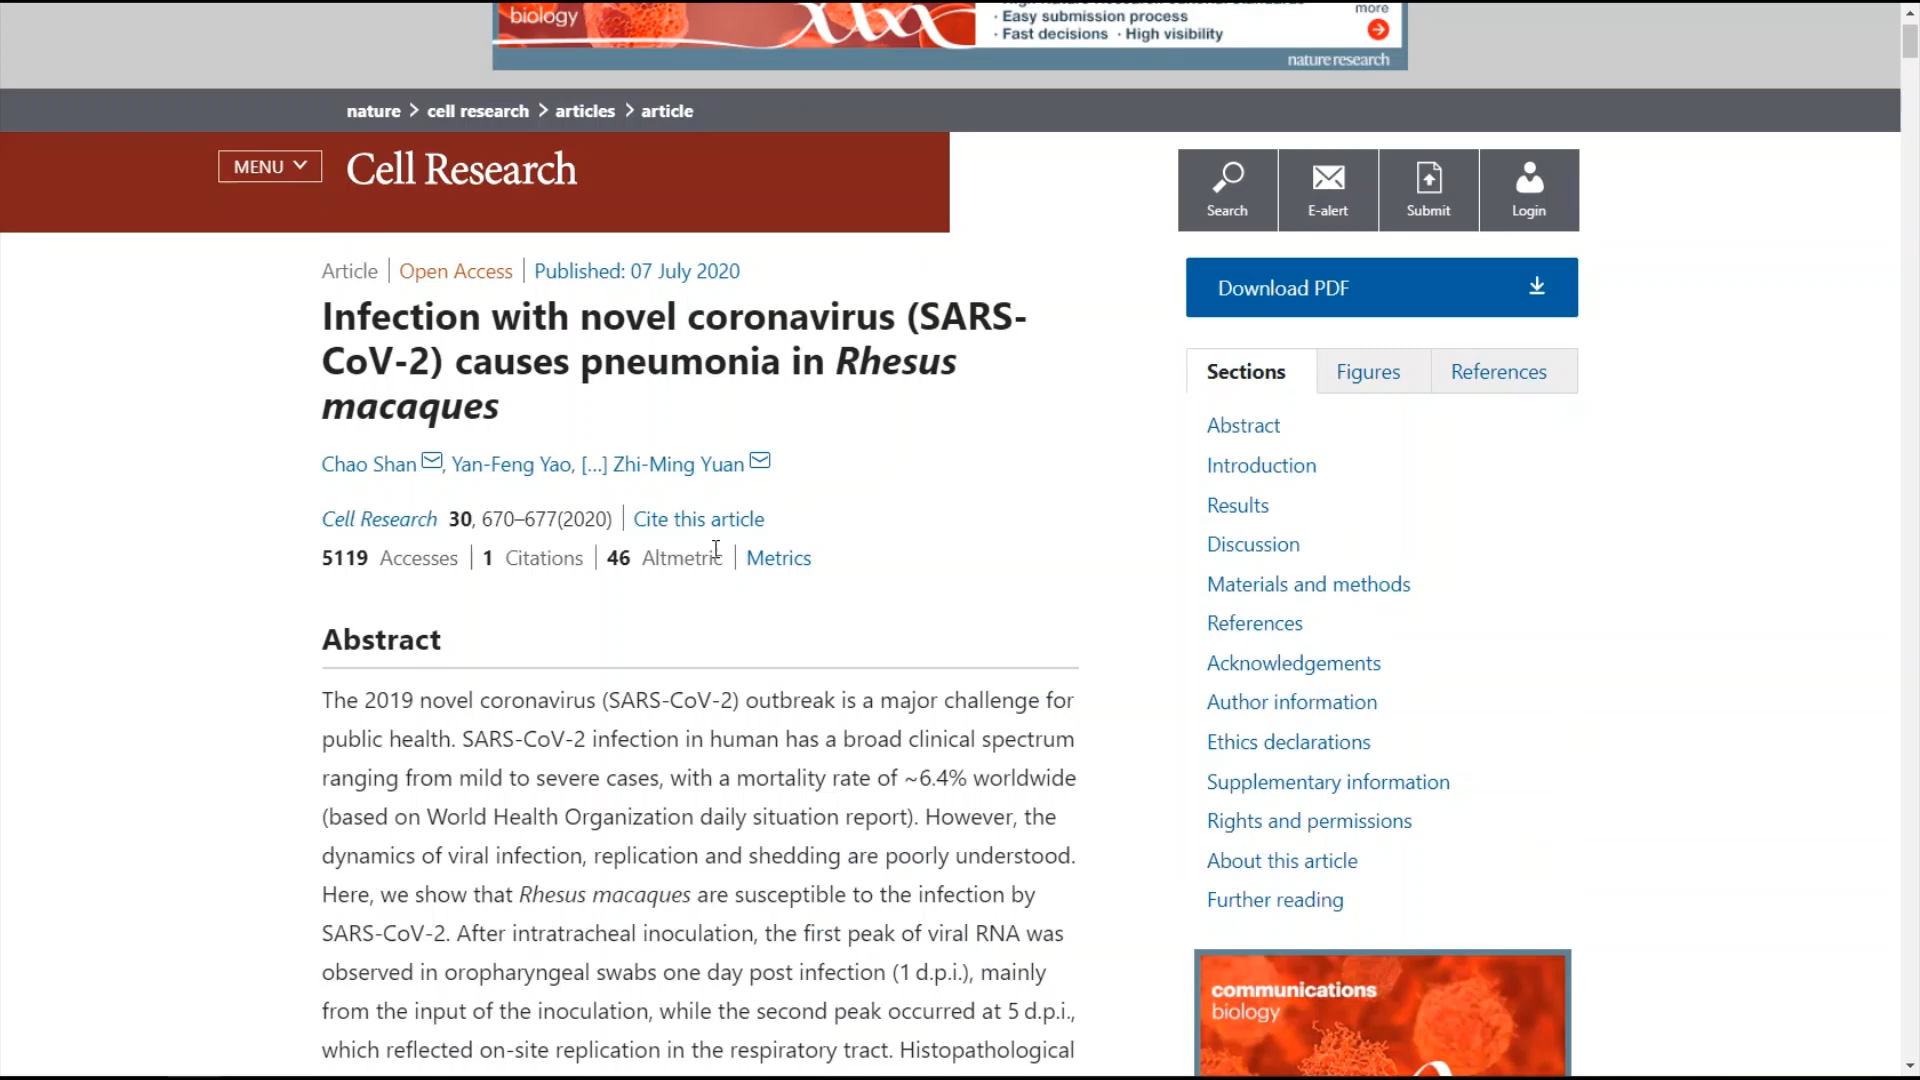 biology
· Easy submission process
· Fast decisions · High visibility
more
nature research
nature > cell research > articles > article
MENU
Cell Research
Search
E-alert
Submit
Login
Article | Open Access | Published: 07 July 2020
Infection with novel coronavirus (SARS-
CoV-2) causes pneumonia in Rhesus
macaques
Chao Shan, Yan-Feng Yao, [...] Zhi-Ming Yuan
Cell Research 30, 670–677(2020) | Cite this article
5119 Accesses | 1 Citations | 46 Altmetric | Metrics
Abstract
The 2019 novel coronavirus (SARS-CoV-2) outbreak is a major challenge for
public health. SARS-CoV-2 infection in human has a broad clinical spectrum
ranging from mild to severe cases, with a mortality rate of ~6.4% worldwide
(based on World Health Organization daily situation report). However, the
dynamics of viral infection, replication and shedding are poorly understood.
Here, we show that Rhesus macaques are susceptible to the infection by
SARS-CoV-2. After intratracheal inoculation, the first peak of viral RNA was
observed in oropharyngeal swabs one day post infection (1 d.p.i.), mainly
from the input of the inoculation, while the second peak occurred at 5 d.p.i.,
which reflected on-site replication in the respiratory tract. Histopathological
Download PDF
Sections
Figures
References
Abstract
Introduction
Results
Discussion
Materials and methods
References
Acknowledgements
Author information
Ethics declarations
Supplementary information
Rights and permissions
About this article
Further reading
communications
biology